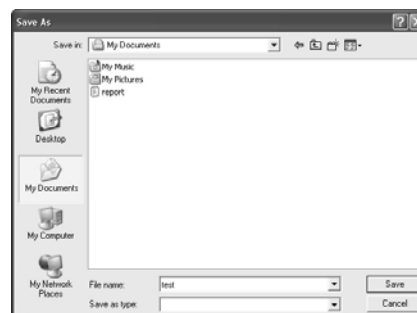 Save As
Save in:
My Documents
My Music
My Pictures
report
My Recent
Documents
Desktop
My Documents
My Computer
My Network
Places
File name:
test
Save
Save as type:
Cancel